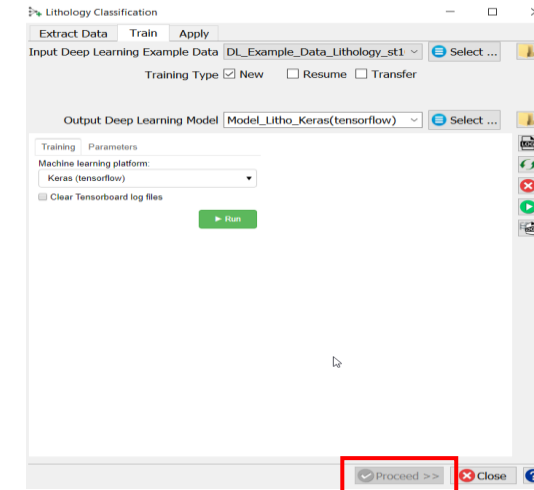 Lithology Classification
Extract Data Train Apply
Input Deep Learning Example Data DL_Example_Data_Lithology_st1 Select ...
Training Type New Resume Transfer
Output Deep Learning Model Model_Litho_Keras(tensorflow) Select ...
Training Parameters
Machine learning platform:
Keras (tensorflow)
Clear Tensorboard log files
Run
Proceed >> Close ?